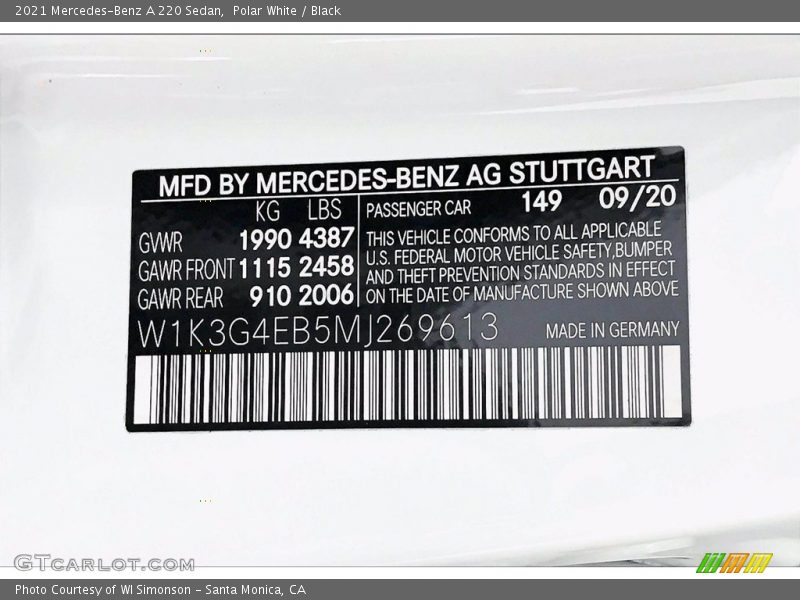 2021 Mercedes-Benz A 220 Sedan,  Polar White / Black
MFD BY MERCEDES-BENZ AG STUTTGART
KG LBS
GVWR 1990 4387
GAWR FRONT 1115 2458
GAWR REAR 910 2006
PASSENGER CAR 149 09/20
THIS VEHICLE CONFORMS TO ALL APPLICABLE
U.S. FEDERAL MOTOR VEHICLE SAFETY,BUMPER
AND THEFT PREVENTION STANDARDS IN EFFECT
ON THE DATE OF MANUFACTURE SHOWN ABOVE
W1K3G4EB5MJ269613 MADE IN GERMANY
GTCARLOT.COM
Photo Courtesy of WI Simonson - Santa Monica, CA